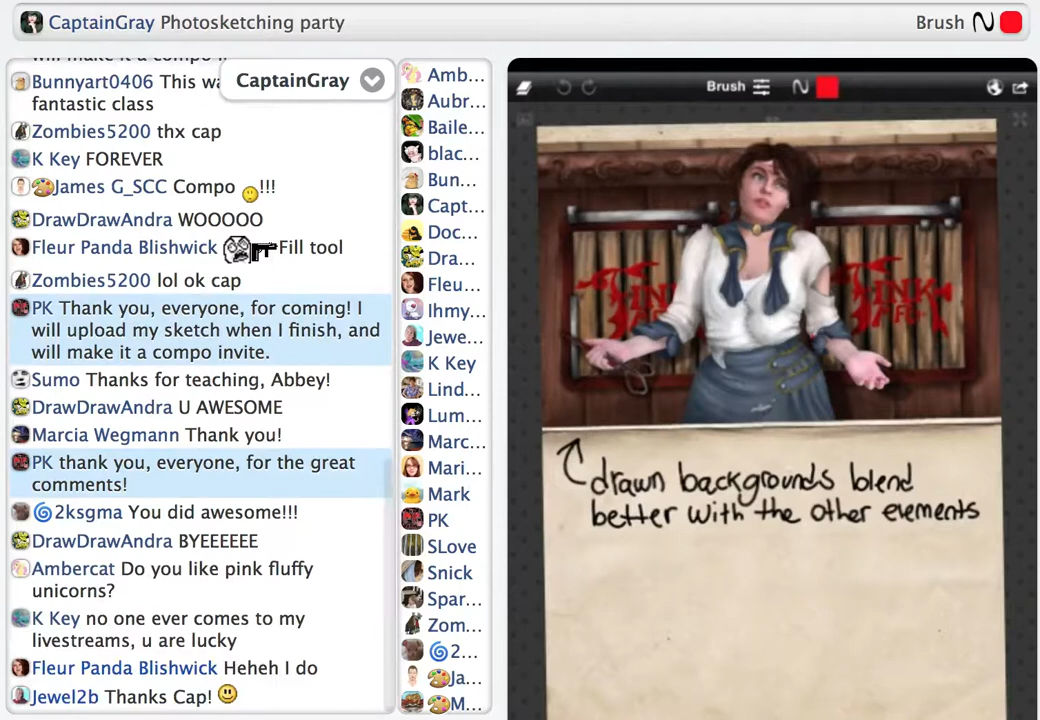 CaptainGray Photosketching party
Brush
CaptainGray
Bunnyart0406 This wa
fantastic class
Zombies5200 thx cap
K Key FOREVER
James G_SCC Compo !!!
DrawDrawAndra WOOOOO
Fleur Panda Blishwick Fill tool
Zombies5200 lol ok cap
PK Thank you, everyone, for coming! I
will upload my sketch when I finish, and
will make it a compo invite.
Sumo Thanks for teaching, Abbey!
DrawDrawAndra U AWESOME
Marcia Wegmann Thank you!
PK thank you, everyone, for the great
comments!
2ksgma You did awesome!!!
DrawDrawAndra BYEEEEEE
Ambercat Do you like pink fluffy
unicorns?
K Key no one ever comes to my
livestreams, u are lucky
Fleur Panda Blishwick Heheh I do
Jewel2b Thanks Cap!
Amb...
Aubr...
Baile...
blac...
Bun...
Capt...
Doc...
Dra...
Fleu...
Ihmy...
Jewe...
K Key
Lind...
Lum...
Marc...
Mari...
Mark
PK
SLove
Snick
Spar...
Zom...
2...
Ja...
M...
Brush
drawn backgrounds blend
better with the other elements